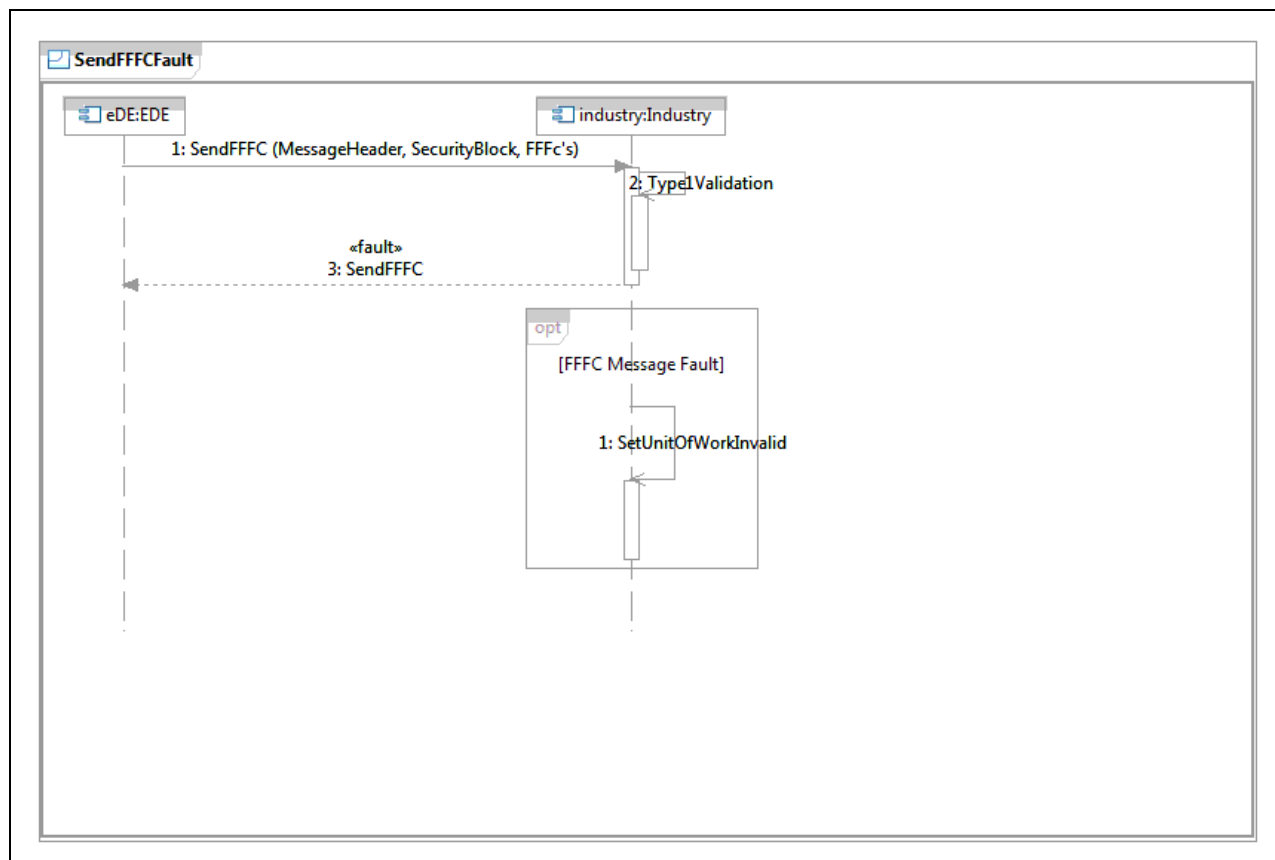 SendFFFCFault
eDE:EDE
industry:Industry
1: SendFFFC (MessageHeader, SecurityBlock, FFFc's)
2: Type1Validation
«fault»
3: SendFFFC
opt
[FFFC Message Fault]
1: SetUnitOfWorkInvalid